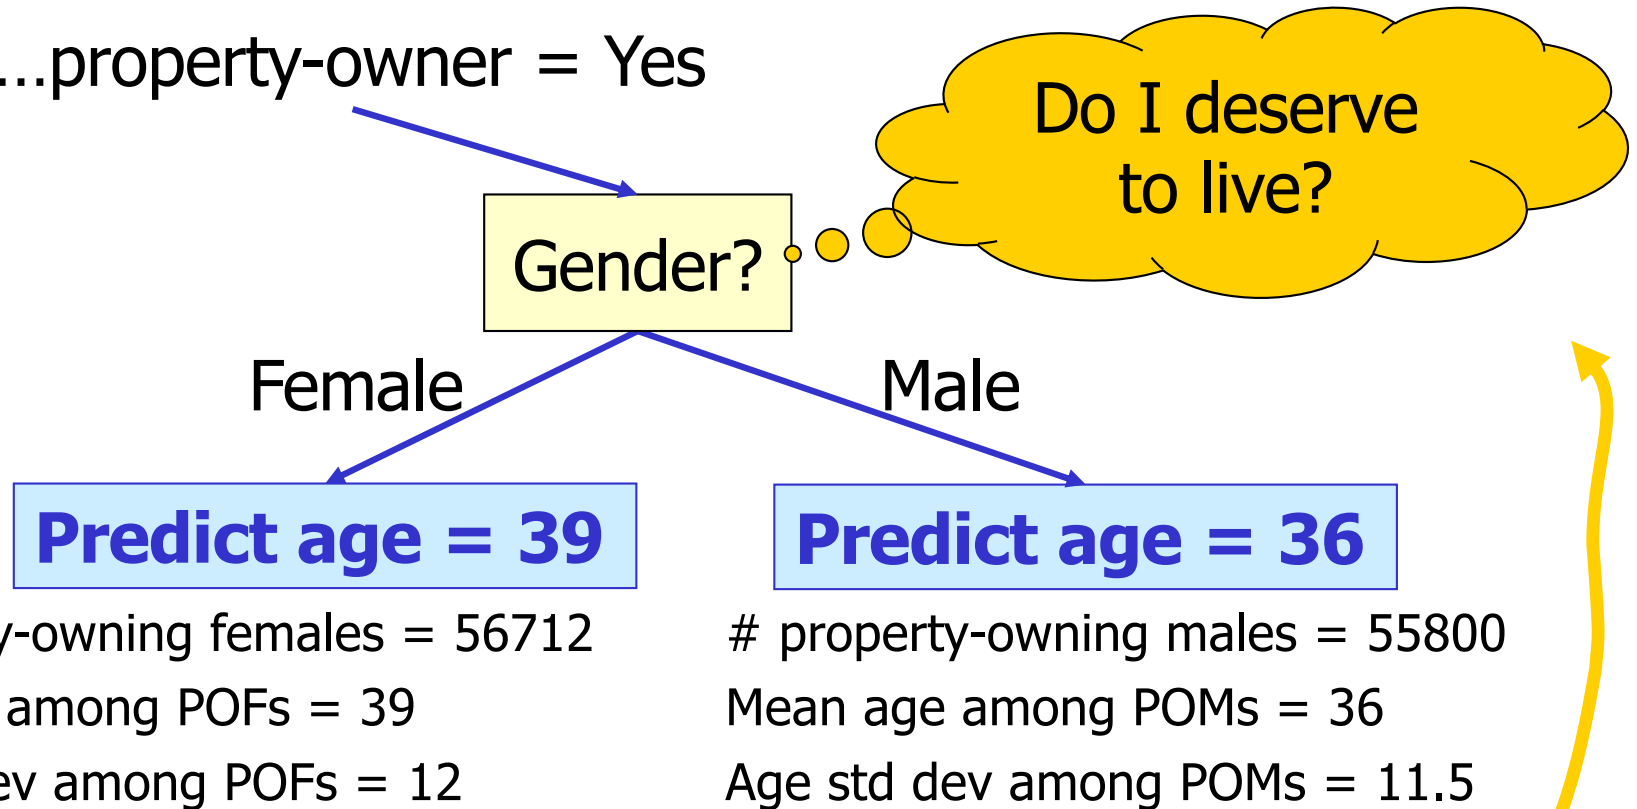 …property-owner = Yes
Do I deserve
to live?
Gender?
Female
Male
Predict age = 39
Predict age = 36
y-owning females = 56712
# property-owning males = 55800
among POFs = 39
Mean age among POMs = 36
ev among POFs = 12
Age std dev among POMs = 11.5